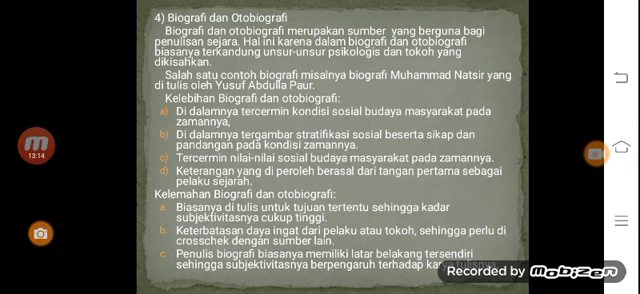 4) Biografi dan Otobiografi
Biografi dan otobiografi merupakan sumber yang berguna bagi
penulisan sejara. Hal ini karena dalam biografi dan otobiografi
biasanya terkandung unsur-unsur psikologis dan tokoh yang
dikisahkan.
Salah satu contoh biografi misalnya biografi Muhammad Natsir yang
di tulis oleh Yusuf Abdulla Paur.
Kelebihan Biografi dan otobiografi:
a) Di dalamnya tercermin kondisi sosial budaya masyarakat pada
zamannya,
b) Di dalamnya tergambar stratifikasi sosial beserta sikap dan
pandangan pada kondisi zamannya.
c) Tercermin nilai-nilai sosial budaya masyarakat pada zamannya.
d) Keterangan yang di peroleh berasal dari tangan pertama sebagai
pelaku sejarah.
Kelemahan Biografi dan otobiografi:
a. Biasanya di tulis untuk tujuan tertentu sehingga kadar
subjektivitasnya cukup tinggi.
b. Keterbatasan daya ingat dari pelaku atau tokoh, sehingga perlu di
crosschek dengan sumber lain.
c. Penulis biografi biasanya memiliki latar belakang tersendiri
sehingga subjektivitasnya berpengaruh terhadap karya tulisnya.
13:14
Recorded by mobizen